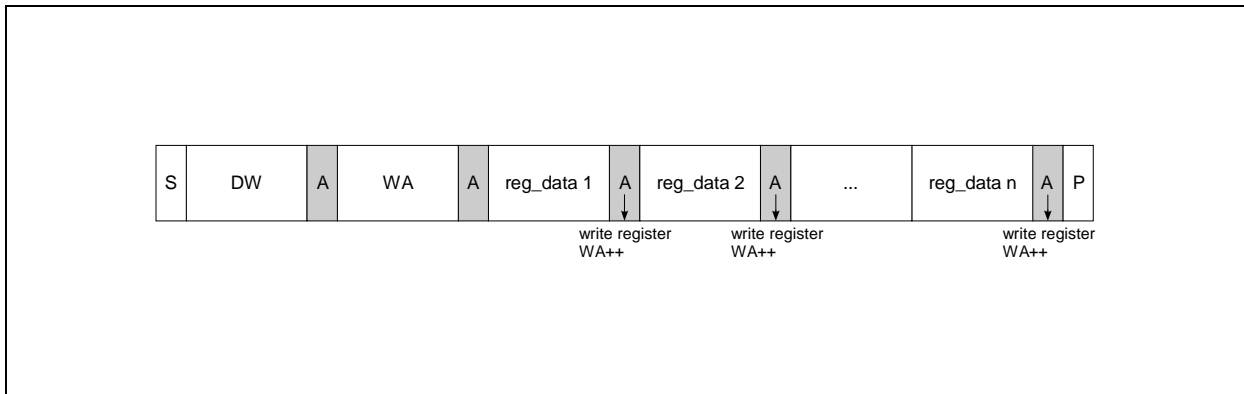 S DW A WA A reg_data 1 A reg_data 2 A ... reg_data n A P
write register write register write register
WA++ WA++ WA++